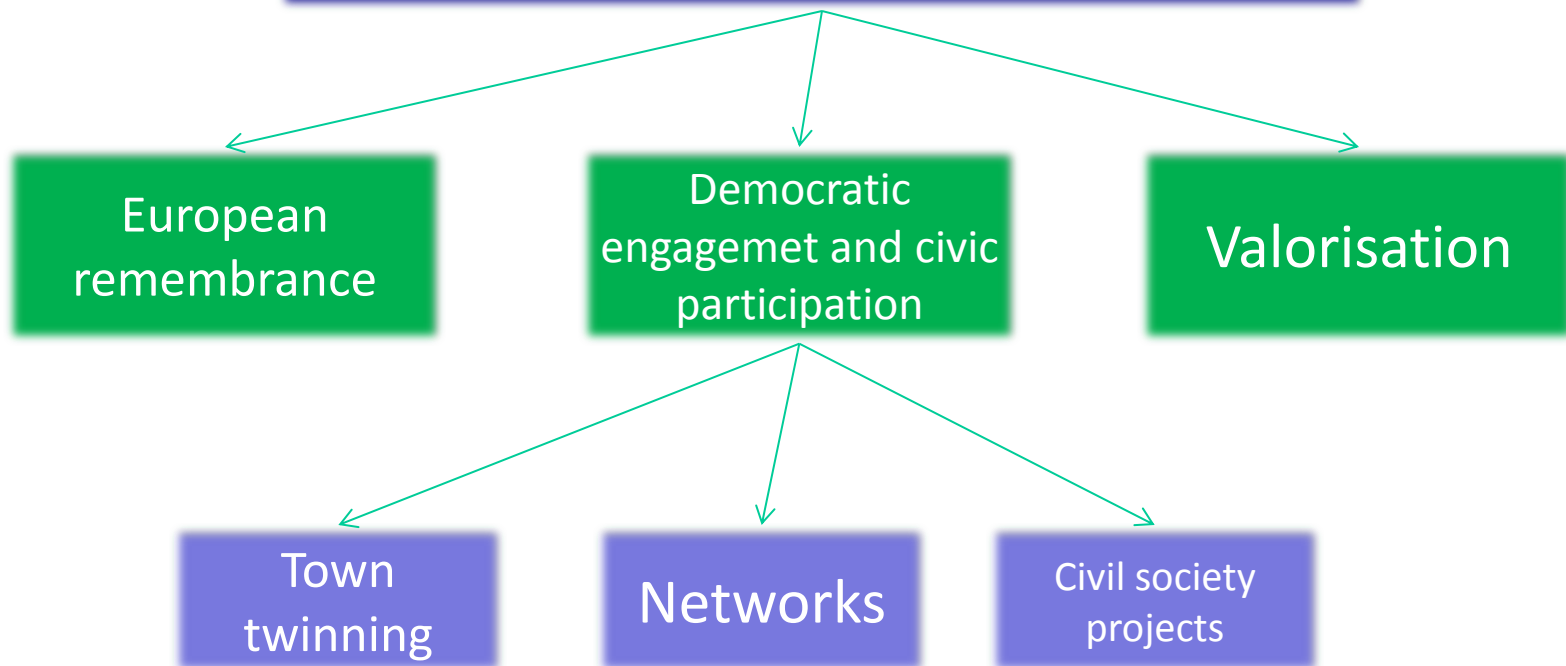 European
remembrance
Democratic
engagemet and civic
participation
Valorisation
Town
twinning
Networks
Civil society
projects